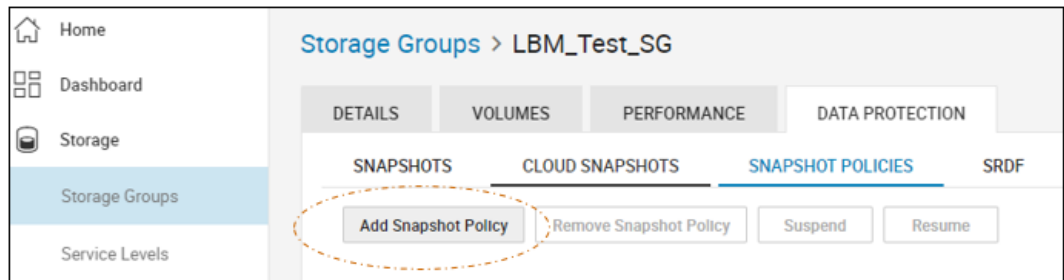 Home
Dashboard
Storage
Storage Groups
Service Levels
Storage Groups > LBM_Test_SG
DETAILS VOLUMES PERFORMANCE DATA PROTECTION
SNAPSHOTS CLOUD SNAPSHOTS SNAPSHOT POLICIES SRDF
Add Snapshot Policy Remove Snapshot Policy Suspend Resume